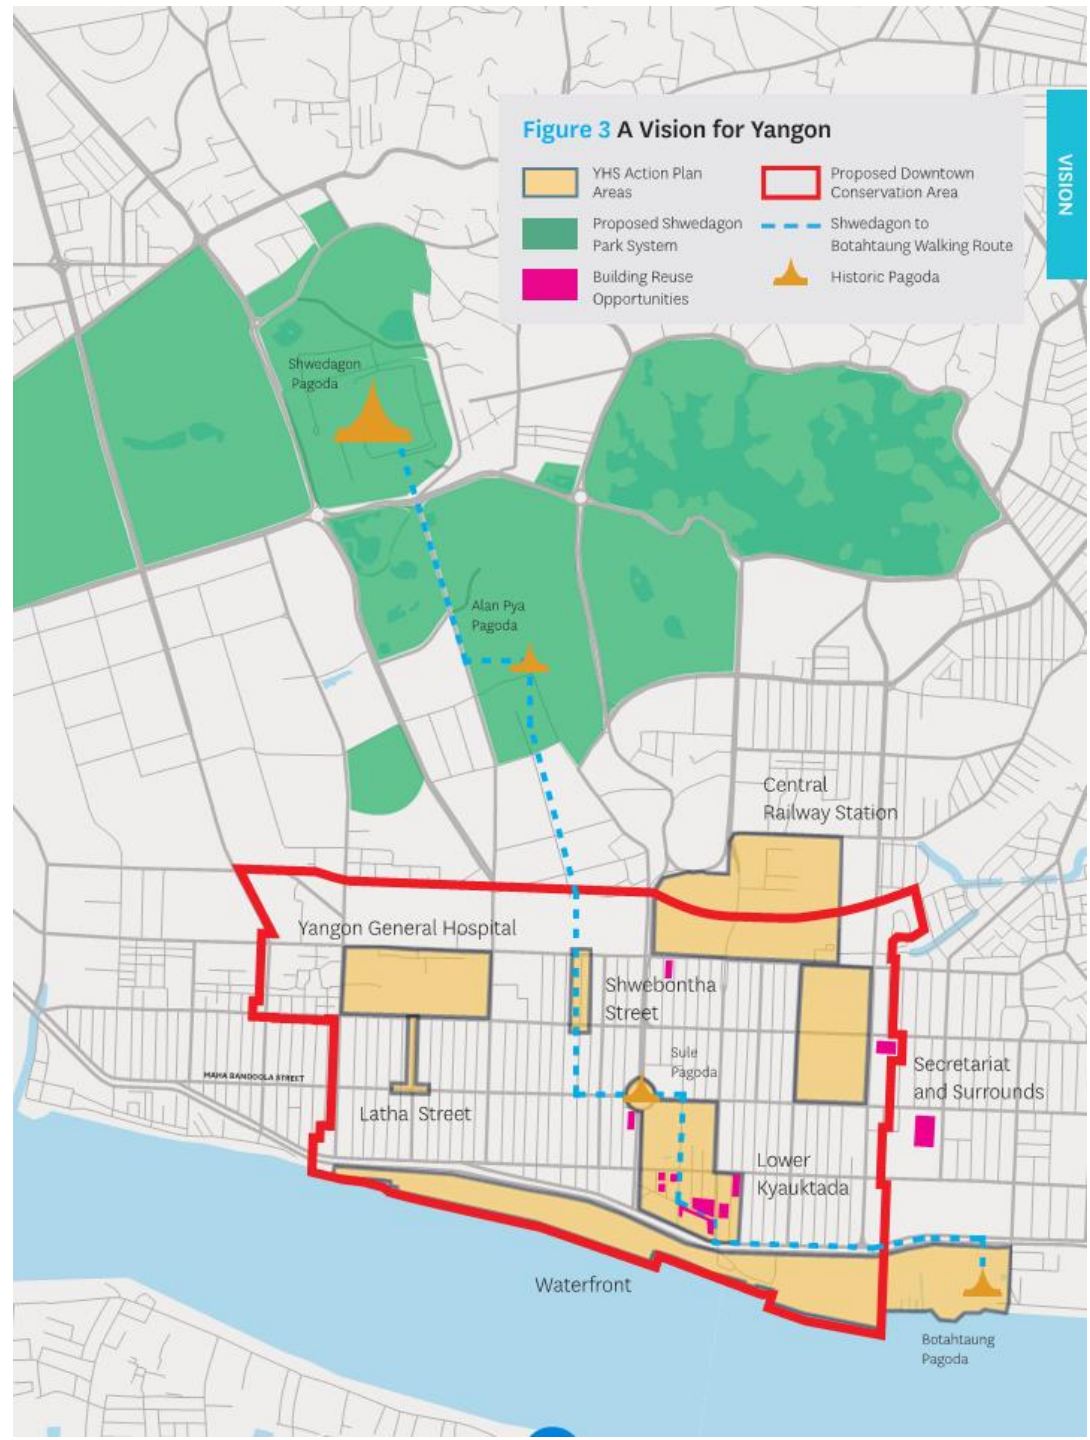 Figure 3 A Vision for Yangon
YHS Action Plan
Areas
Proposed Shwedagon
Park System
Building Reuse
Opportunities
Proposed Downtown
Conservation Area
Shwedagon to
Botahtaung Walking Route
Historic Pagoda
VISION
Shwedagon
Pagoda
Alan Pya
Pagoda
Central
Railway Station
Yangon General Hospital
Shwebontha
Street
Sule
Pagoda
MAHA BANDOOLA STREET
Secretariat
and Surrounds
Latha Street
Lower
Kyauktada
Waterfront
Botahtaung
Pagoda